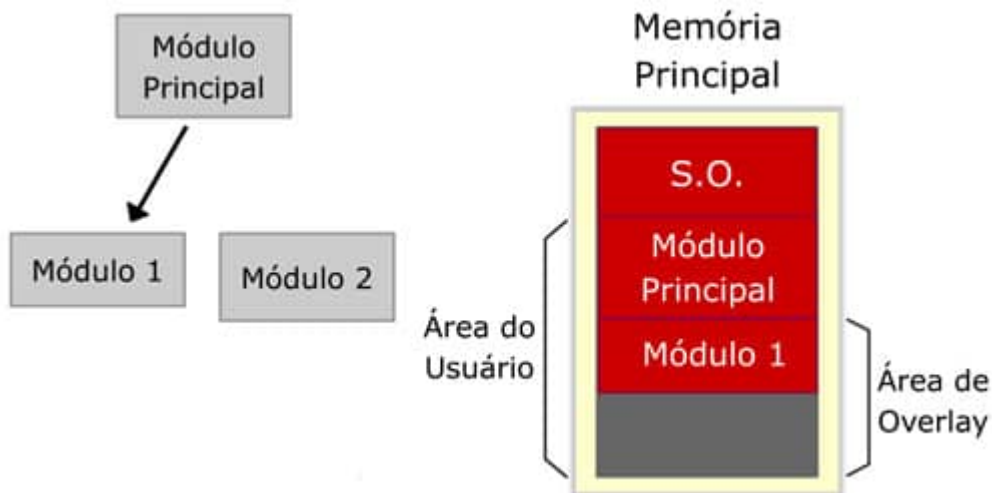 Módulo
Principal
Módulo 1
Módulo 2
Memória
Principal
S.O.
Módulo
Principal
Módulo 1
Área do
Usuário
Área de
Overlay